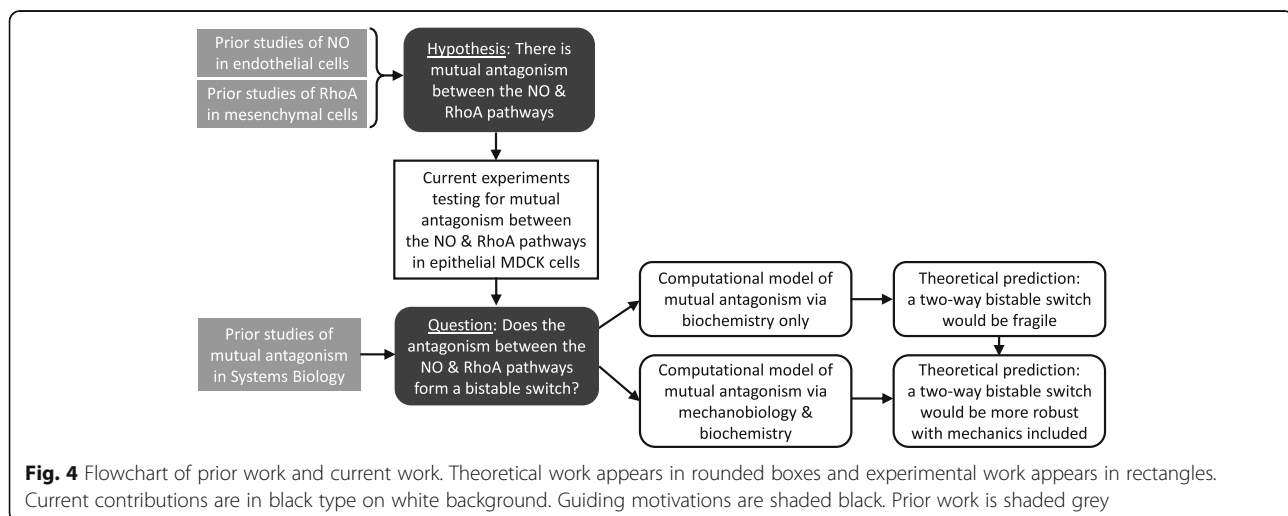 Prior studies of NO
in endothelial cells
Prior studies of RhoA
in mesenchymal cells
Hypothesis: There is
mutual antagonism
between the NO &
RhoA pathways
Current experiments
testing for mutual
antagonism between
the NO & RhoA pathways
in epithelial MDCK cells
Prior studies of
mutual antagonism
in Systems Biology
Question: Does the
antagonism between the
NO & RhoA pathways
form a bistable switch?
Computational model of
mutual antagonism via
biochemistry only
Theoretical prediction:
a two-way bistable switch
would be fragile
Computational model of
mutual antagonism via
mechanobiology &
biochemistry
Theoretical prediction:
a two-way bistable switch
would be more robust
with mechanics included
Fig. 4 Flowchart of prior work and current work. Theoretical work appears in rounded boxes and experimental work appears in rectangles.
Current contributions are in black type on white background. Guiding motivations are shaded black. Prior work is shaded grey